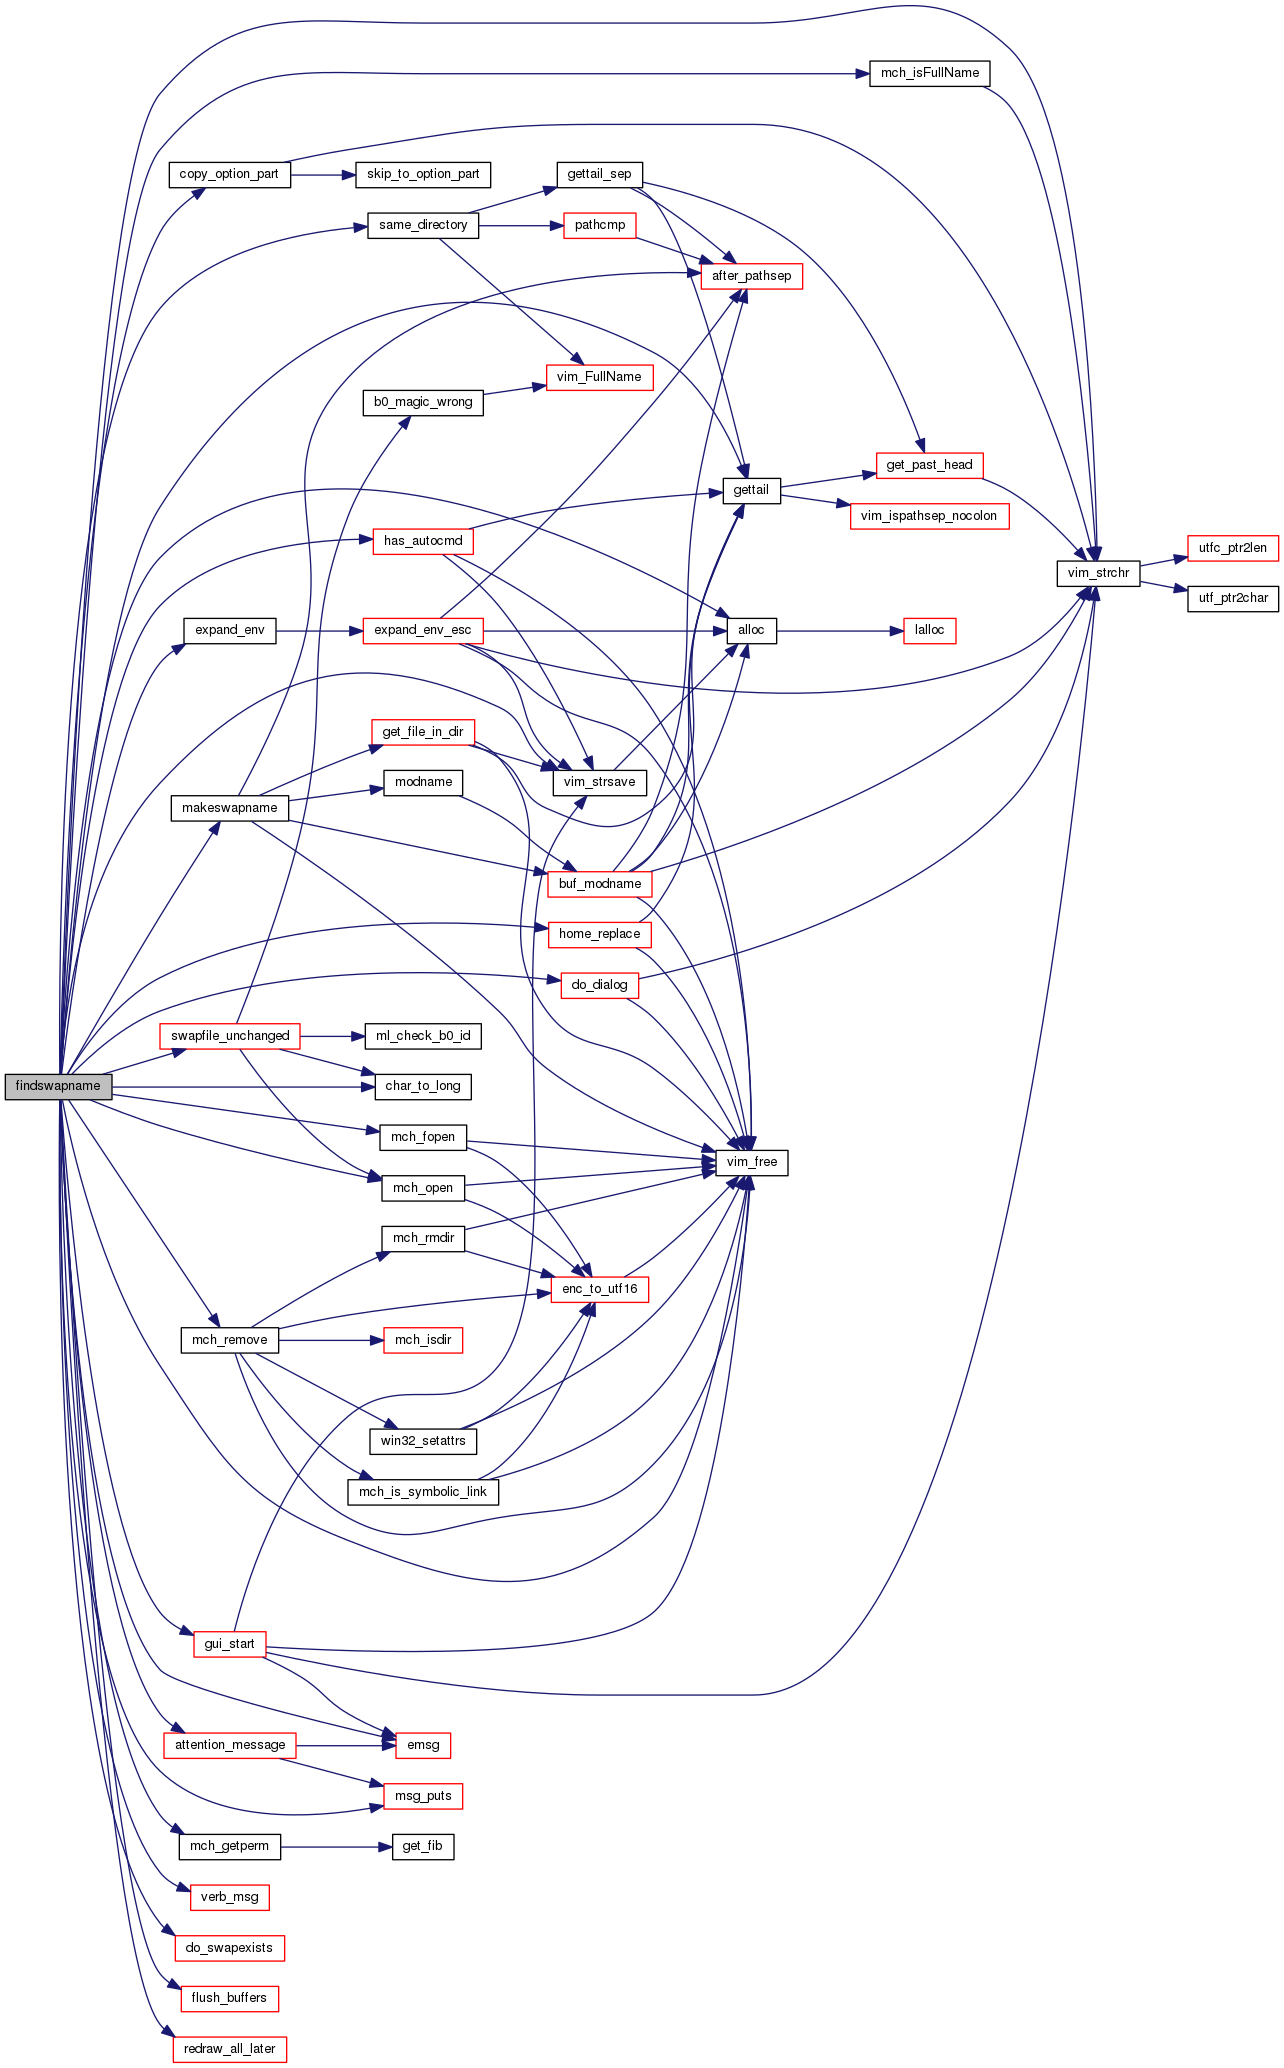 mch_isFullName
copy_option_part
skip_to_option_part
gettail_sep
same_directory
pathcmp
after_pathsep
vim_FullName
b0_magic_wrong
get_past_head
gettail
vim_ispathsep_nocolon
has_autocmd
utfc_ptr2len
vim_strchr
utf_ptr2char
expand_env
expand_env_esc
alloc
lalloc
get_file_in_dir
modname
vim_strsave
makeswapname
buf_modname
home_replace
do_dialog
swapfile_unchanged
ml_check_b0_id
findswapname
char_to_long
mch_fopen
vim_free
mch_open
mch_rmdir
enc_to_utf16
mch_remove
mch_isdir
win32_setattrs
mch_is_symbolic_link
gui_start
attention_message
emsg
msg_puts
mch_getperm
get_fib
verb_msg
do_swapexists
flush_buffers
redraw_all_later